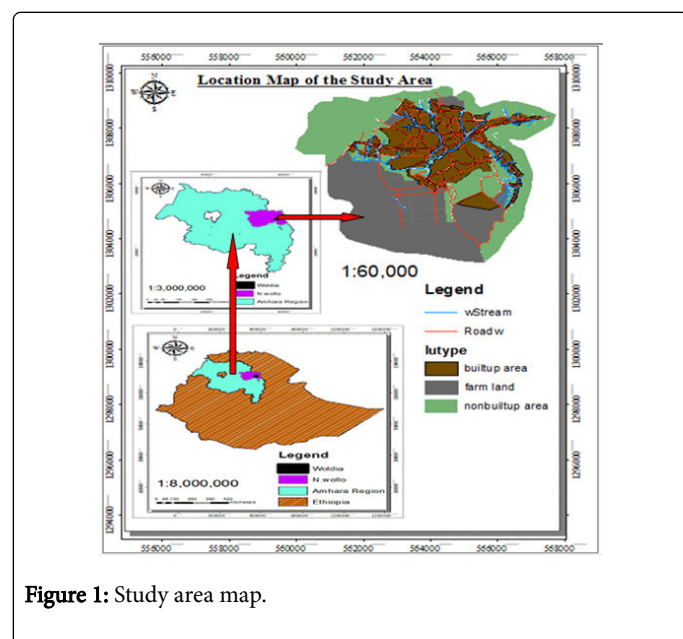 556000 558000 560000 562000 564000 566000 568000
Location Map of the Study Area
N
W E
S
1310000
1308000
1306000
1304000
1302000
1300000
1298000
1296000
1294000
Legend
Woldia
N.wollo
Amhara Region
1:3,000,000
1:60,000
Legend
wStream
Roadw
lutype
builtup area
farm land
nonbuiltup area
Legend
Woldia
N.wollo
Amhara Region
Ethiopia
1:8,000,000
556000 558000 560000 562000 564000 566000 568000
Figure 1: Study area map.